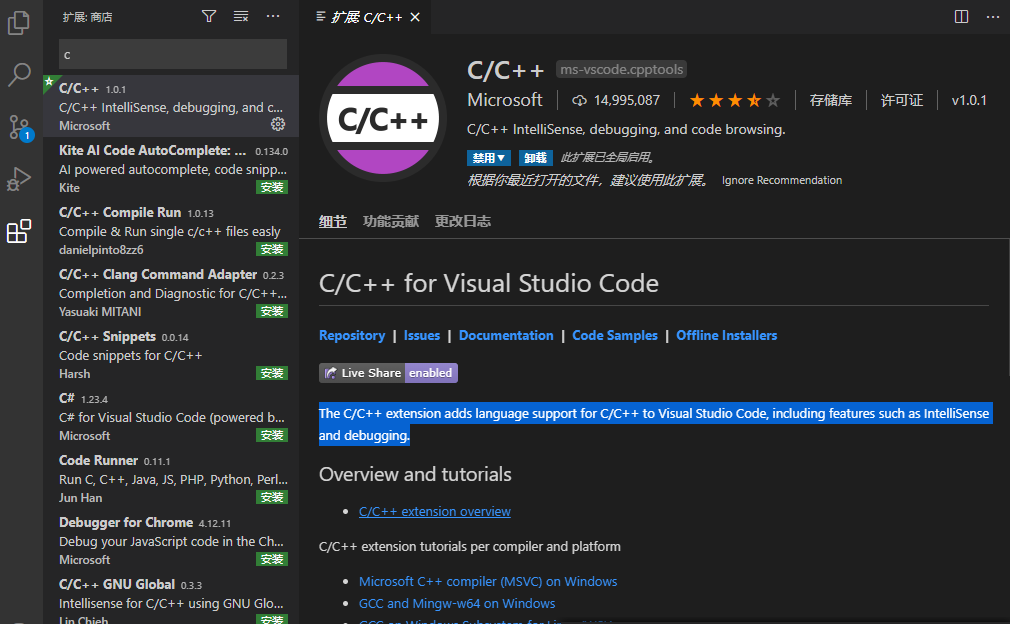 扩展: 商店
c
C/C++ 1.0.1
C/C++ IntelliSense, debugging, and c...
Microsoft
Kite AI Code AutoComplete: ... 0.134.0
AI powered autocomplete, code snipp...
Kite 安装
C/C++ Compile Run 1.0.13
Compile & Run single c/c++ files easly
danielpinto8zz6 安装
C/C++ Clang Command Adapter 0.2.3
Completion and Diagnostic for C/C++...
Yasuaki MITANI 安装
C/C++ Snippets 0.0.14
Code snippets for C/C++
Harsh 安装
C# 1.23.4
C# for Visual Studio Code (powered b...
Microsoft 安装
Code Runner 0.11.1
Run C, C++, Java, JS, PHP, Python, Perl...
Jun Han 安装
Debugger for Chrome 4.12.11
Debug your JavaScript code in the Ch...
Microsoft 安装
C/C++ GNU Global 0.3.3
Intellisense for C/C++ using GNU Glo...
Lin Chieh 安装
1
扩展 C/C++
C/C++
C/C++ ms-vscode.cpptools
Microsoft 14,995,087 存储库 许可证 v1.0.1
C/C++ IntelliSense, debugging, and code browsing.
禁用 卸载 此扩展已全局启用。
根据你最近打开的文件，建议使用此扩展。 Ignore Recommendation
细节 功能贡献 更改日志
C/C++ for Visual Studio Code
Repository | Issues | Documentation | Code Samples | Offline Installers
Live Share enabled
The C/C++ extension adds language support for C/C++ to Visual Studio Code, including features such as IntelliSense
and debugging.
Overview and tutorials
C/C++ extension overview
C/C++ extension tutorials per compiler and platform
Microsoft C++ compiler (MSVC) on Windows
GCC and Mingw-w64 on Windows
GCC on Windows Subsystem for